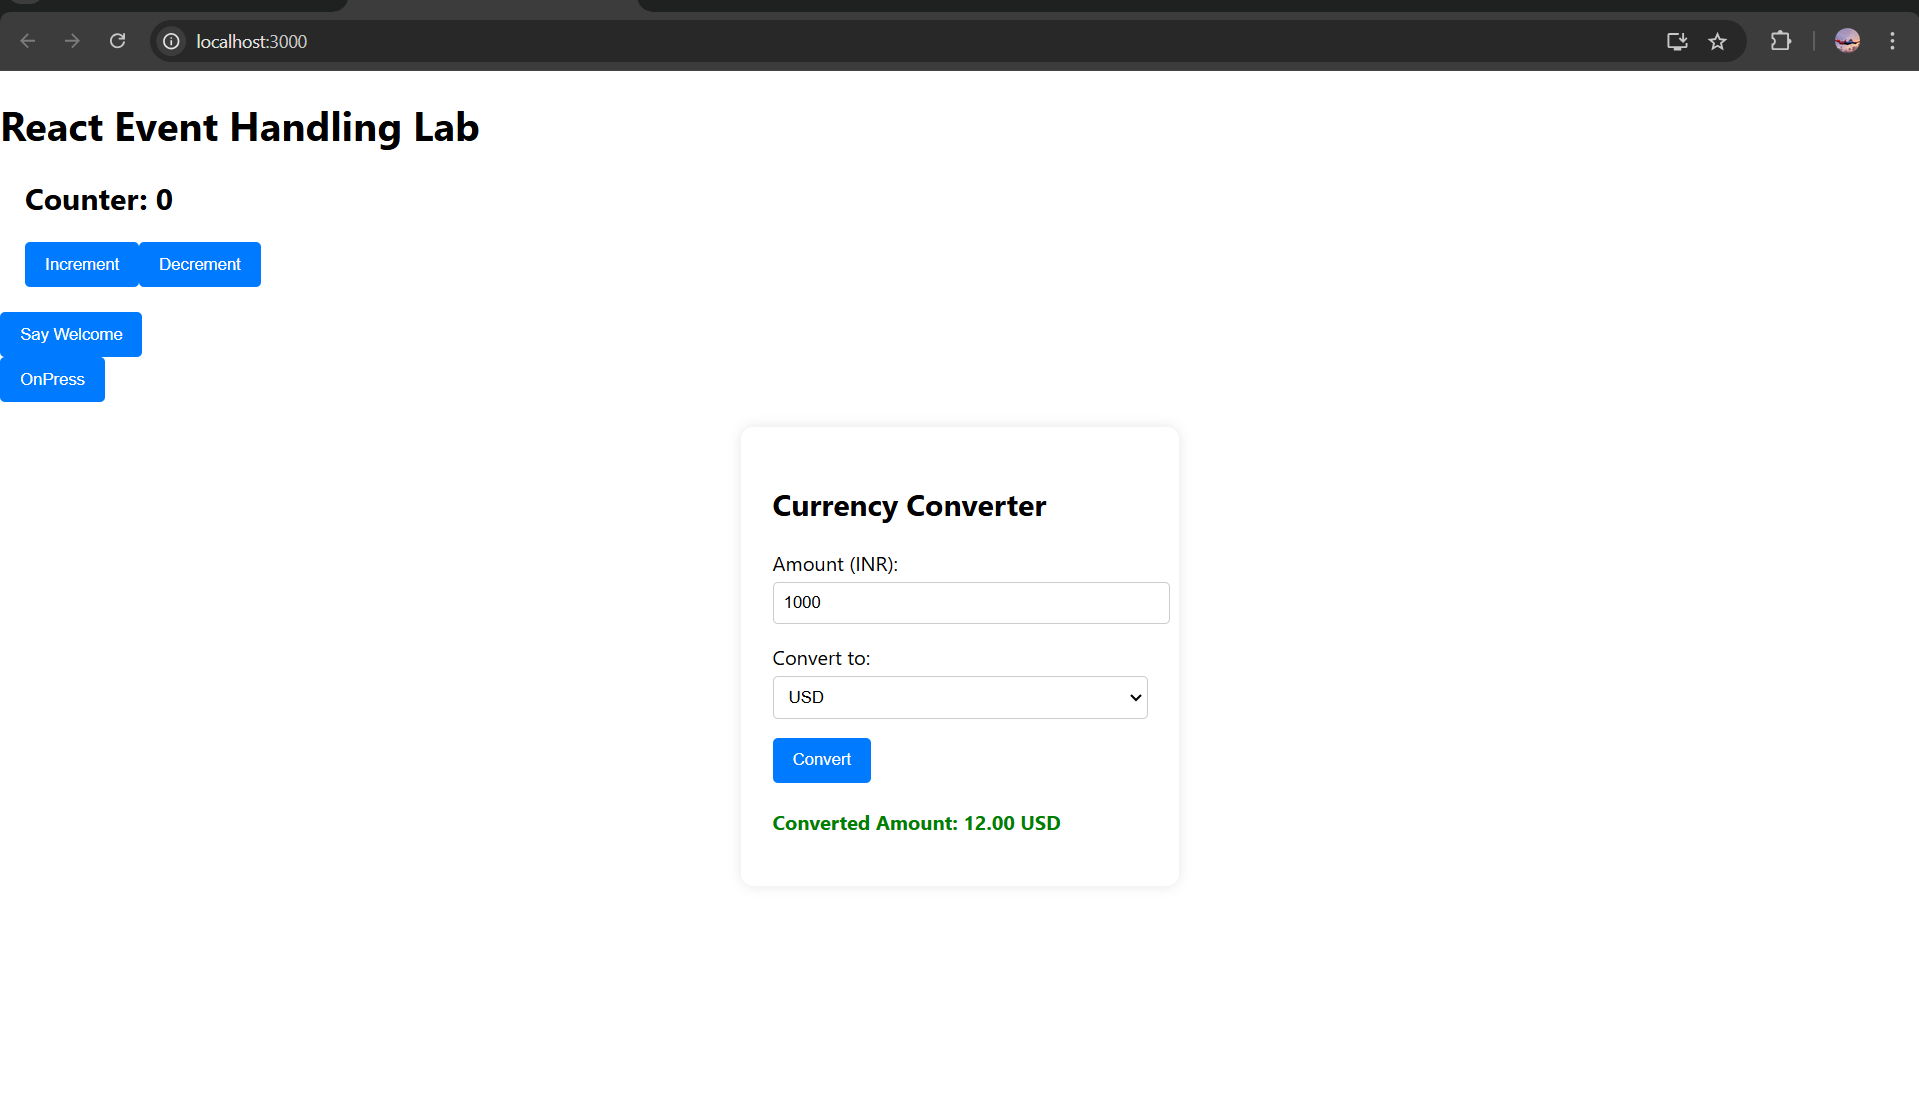 localhost:3000
React Event Handling Lab
Counter: 0
Increment Decrement
Say Welcome
OnPress
Currency Converter
Amount (INR):
1000
Convert to:
USD
Convert
Converted Amount: 12.00 USD